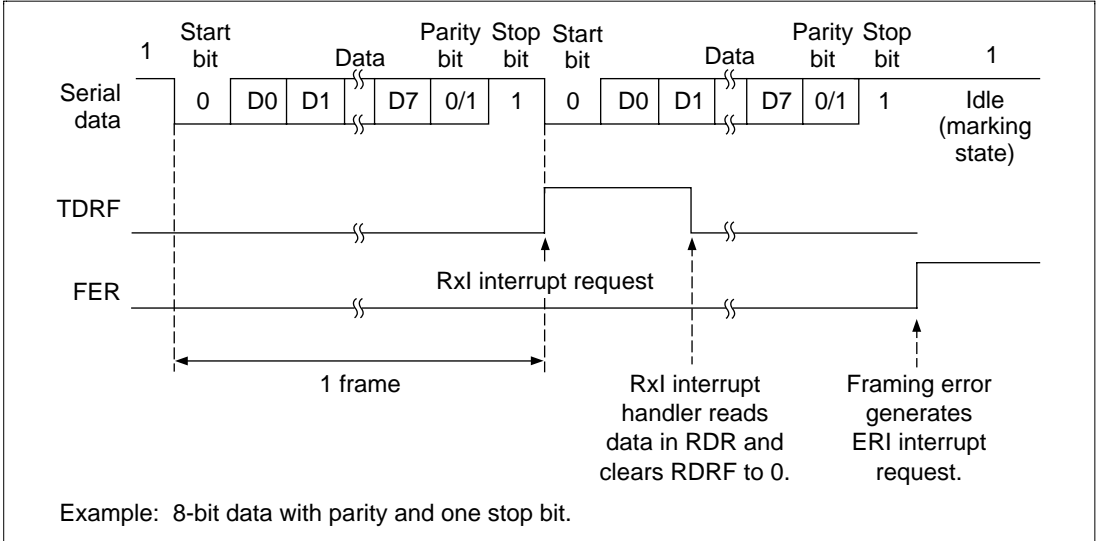 1 Start bit Data Parity bit Stop bit Start bit Data Parity bit Stop bit 1
Serial data 0 D0 D1 D7 0/1 1 0 D0 D1 D7 0/1 1 Idle (marking state)
TDRF
RxI interrupt request
FER
1 frame
RxI interrupt handler reads data in RDR and clears RDRF to 0.
Framing error generates ERI interrupt request.
Example: 8-bit data with parity and one stop bit.